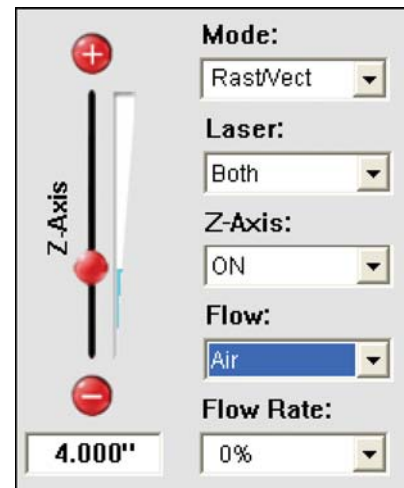 Mode:
Rast/Vect
Laser:
Both
Z-Axis
Z-Axis:
ON
Flow:
Air
Flow Rate:
4.000"
0%